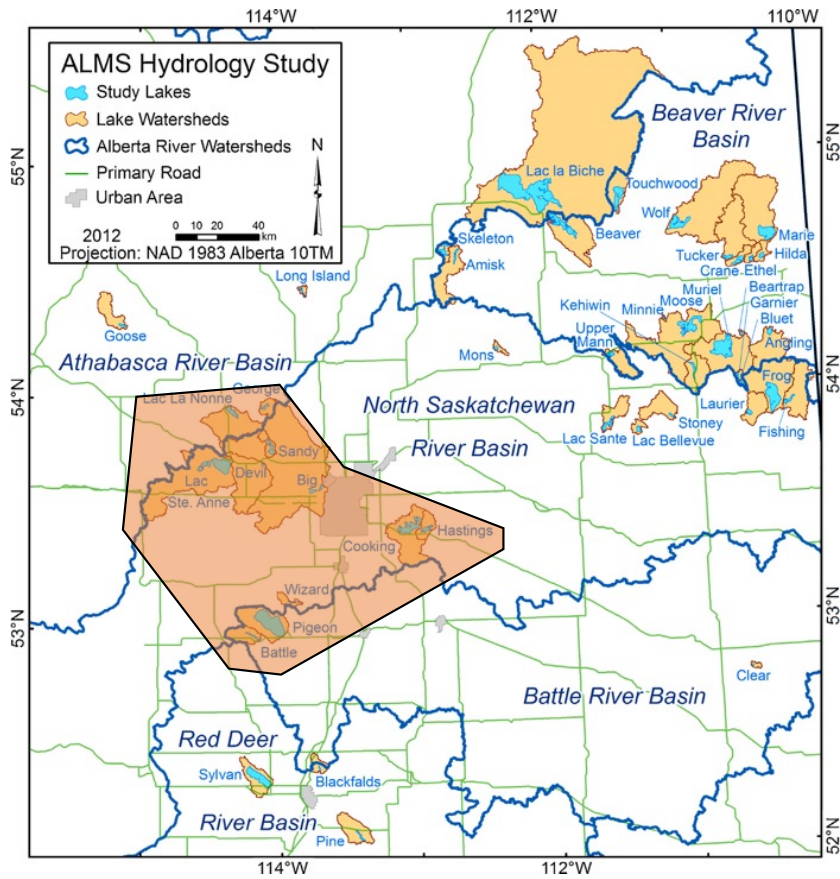 114°W
112°W
110°W
ALMS Hydrology Study
Study Lakes
Lake Watersheds
Alberta River Watersheds
Primary Road
Urban Area
N
2012
0 10 20 40
km
Projection: NAD 1983 Alberta 10TM
55°N
55°N
Beaver River
Basin
Lac la Biche
Touchwood
Wolf
Marie
Beaver
Skeleton
Amisk
Tucker
Hilda
Crane
Ethel
Long Island
Muriel
Beartrap
Kehiwin
Minnie
Moose
Garnier
Bluet
Goose
Upper
Mann
Angling
Mons
Athabasca River Basin
54°N
54°N
George
Lac La Nonne
North Saskatchewan
River Basin
Frog
Laurier
Fishing
Stoney
Lac Sante
Lac Bellevue
Sandy
Devil
Lac
Ste. Anne
Big
Hastings
Cooking
Wizard
53°N
53°N
Pigeon
Battle
Clear
Battle River Basin
Red Deer
River Basin
Sylvan
Blackfalds
Pine
52°N
114°W
112°W